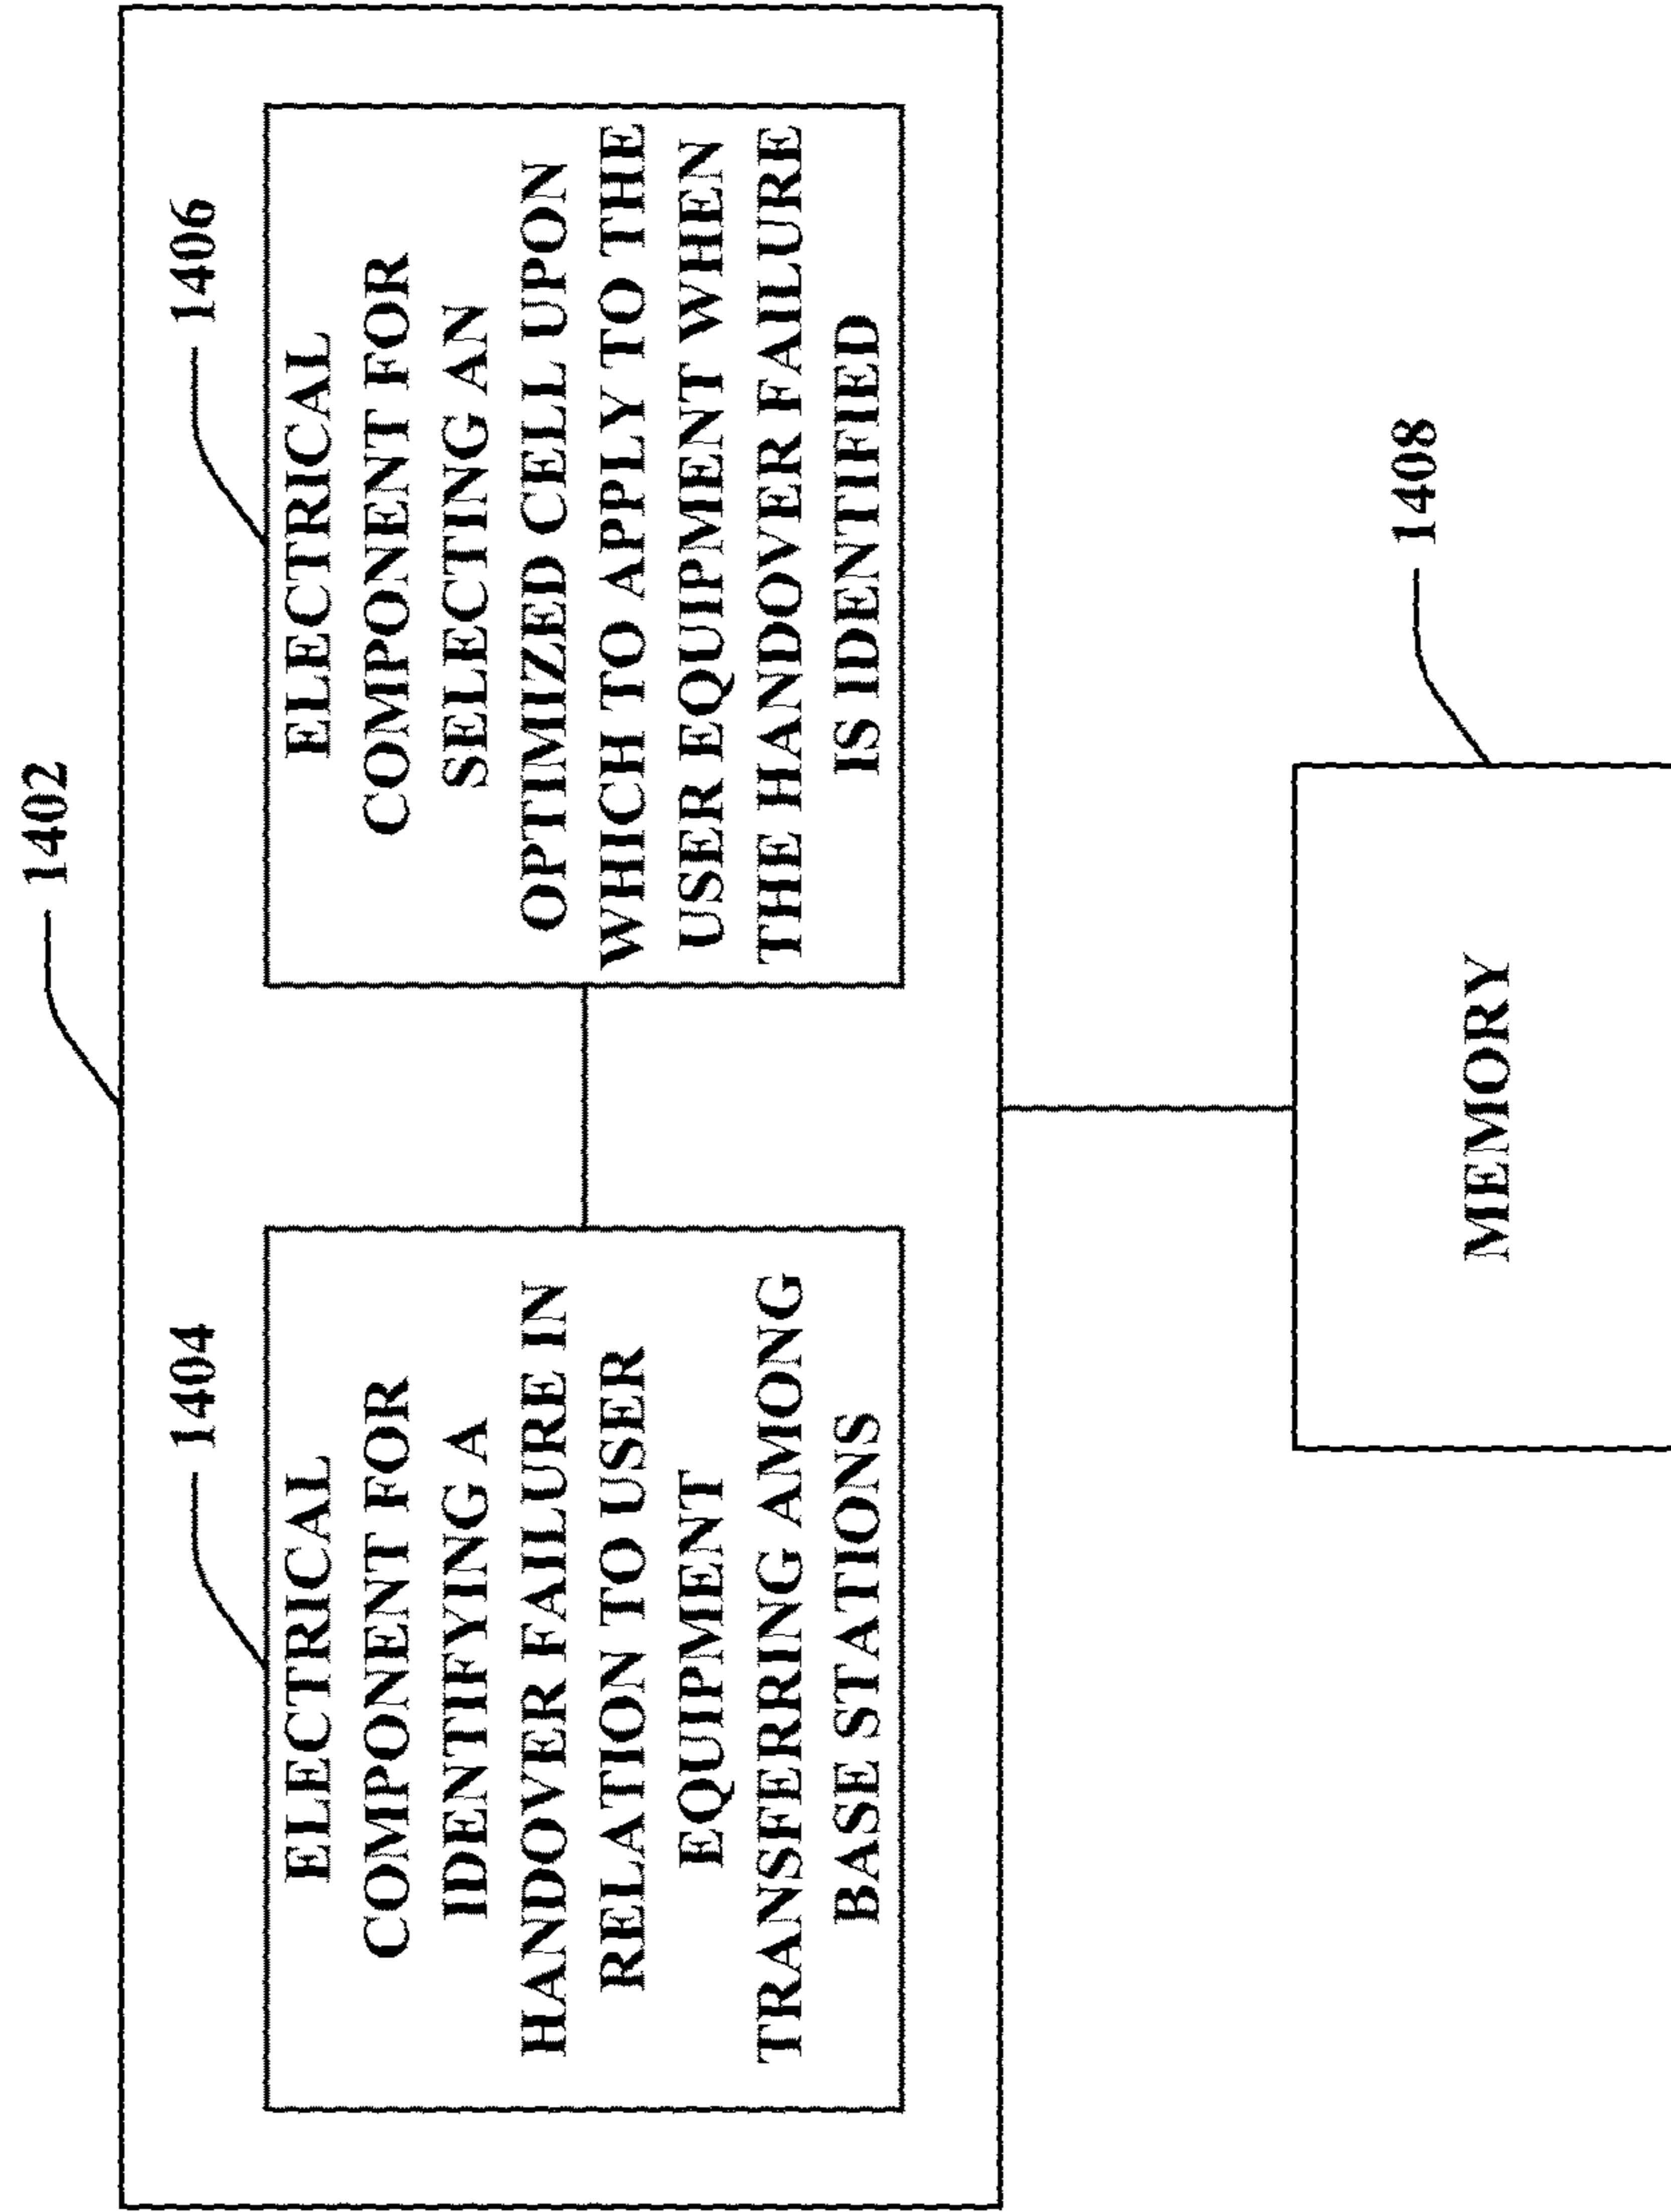 1402
1404
ELECTRICAL
COMPONENT FOR
IDENTIFYING A
HANDOVER FAILURE IN
RELATION TO USER
EQUIPMENT
TRANSFERRING AMONG
BASE STATIONS
1406
ELECTRICAL
COMPONENT FOR
SELECTING AN
OPTIMIZED CELL UPON
WHICH TO APPLY TO THE
USER EQUIPMENT WHEN
THE HANDOVER FAILURE
IS IDENTIFIED
1408
MEMORY